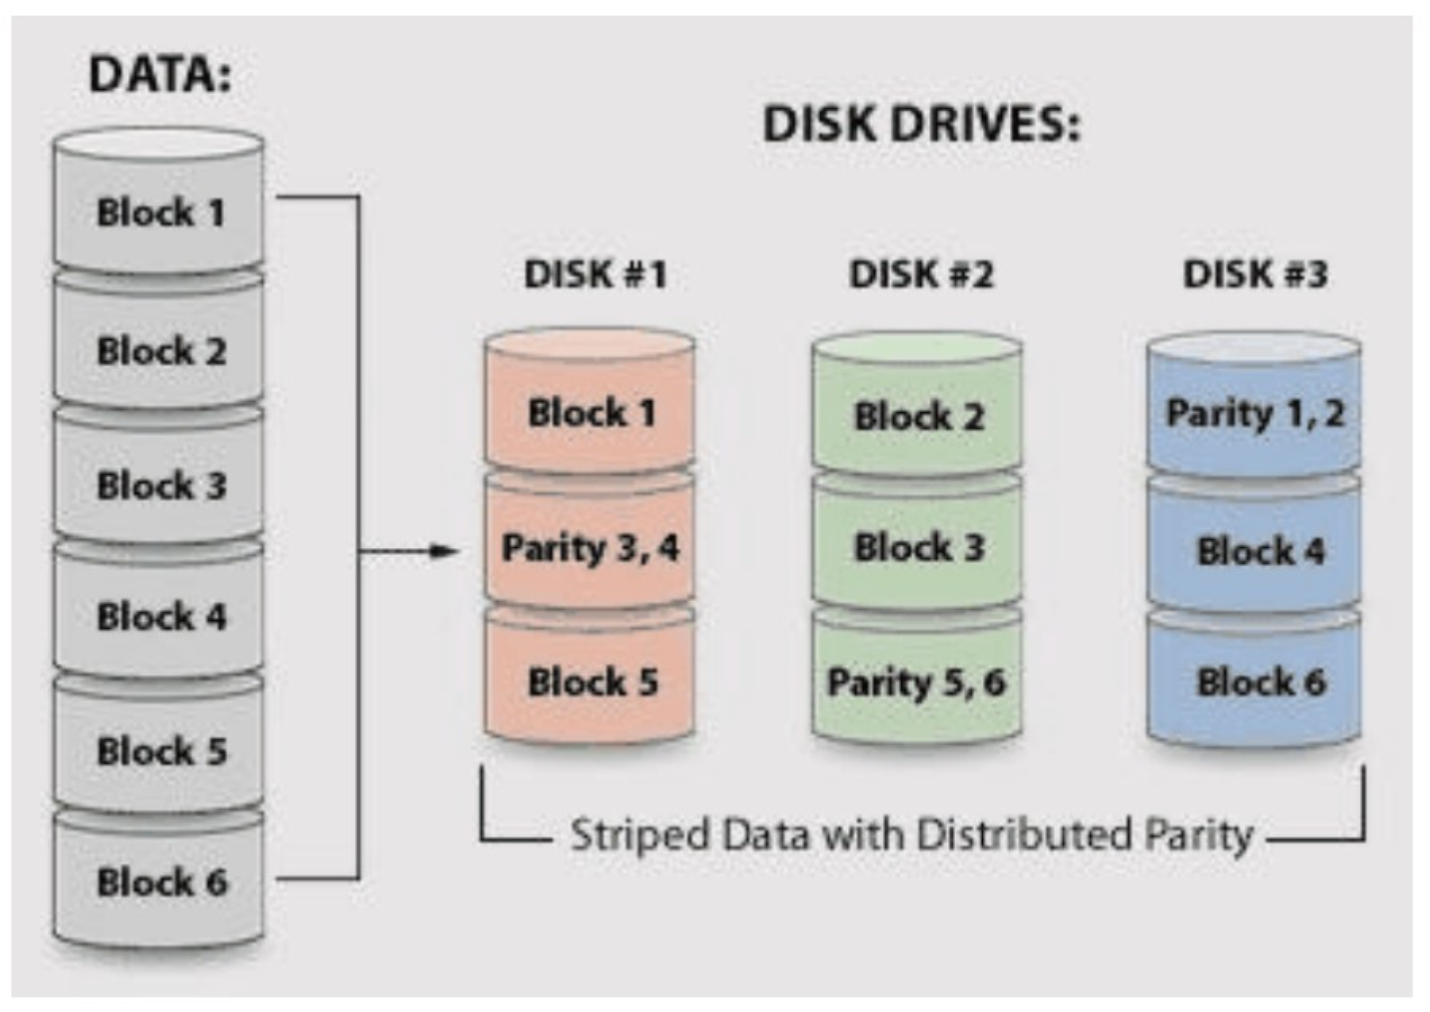 DATA:
Block 1
Block 2
Block 3
Block 4
Block 5
Block 6
DISK DRIVES:
DISK #1
Block 1
Parity 3, 4
Block 5
DISK #2
Block 2
Block 3
Parity 5, 6
DISK #3
Parity 1, 2
Block 4
Block 6
Striped Data with Distributed Parity